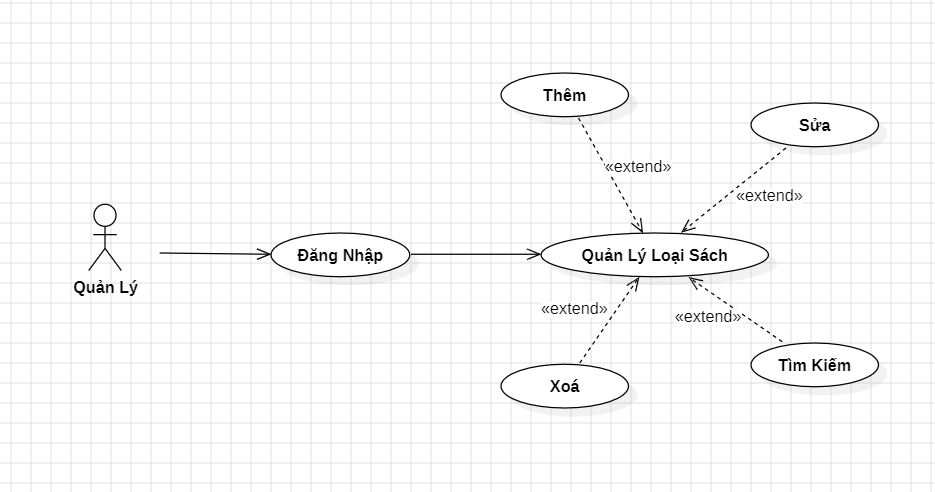 Thêm
Sửa
«extend»
«extend»
Quản Lý
Đăng Nhập
Quản Lý Loại Sách
«extend»
«extend»
Xoá
Tìm Kiếm